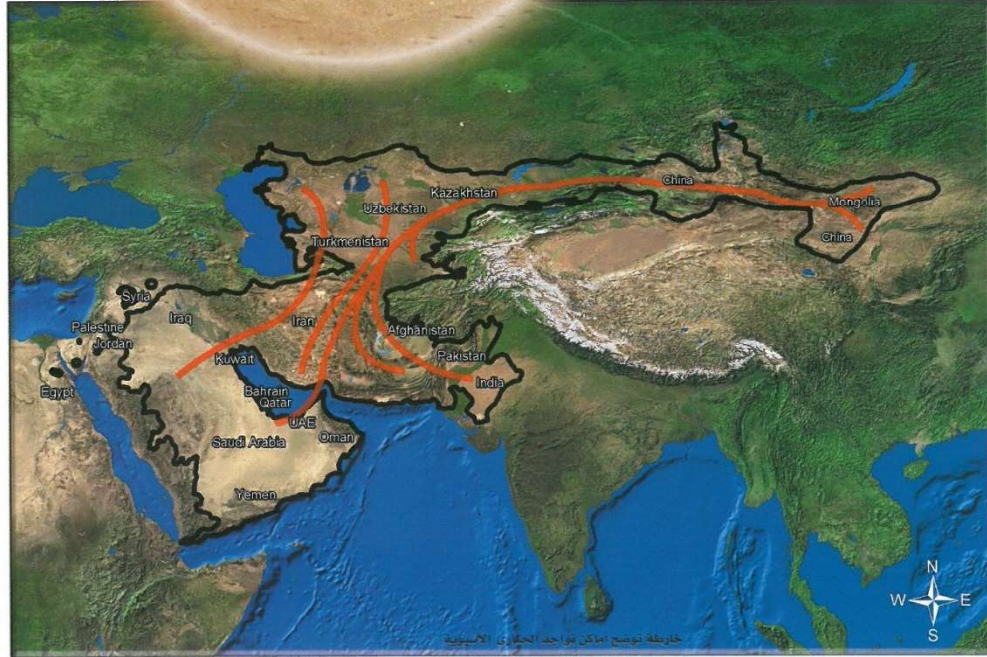 China
Kazakhstan
Mongolia
Uzbekistan
China
Turkmenistan
Syria
Iraq
Iran
Palestine
Jordan
Afghanistan
Kuwait
Pakistan
India
Egypt
Bahrain
Qatar
UAE
Oman
Saudi Arabia
Yemen
N
W E
S
خارطة توضح اماكن تواجد الحبارى الآسيوية